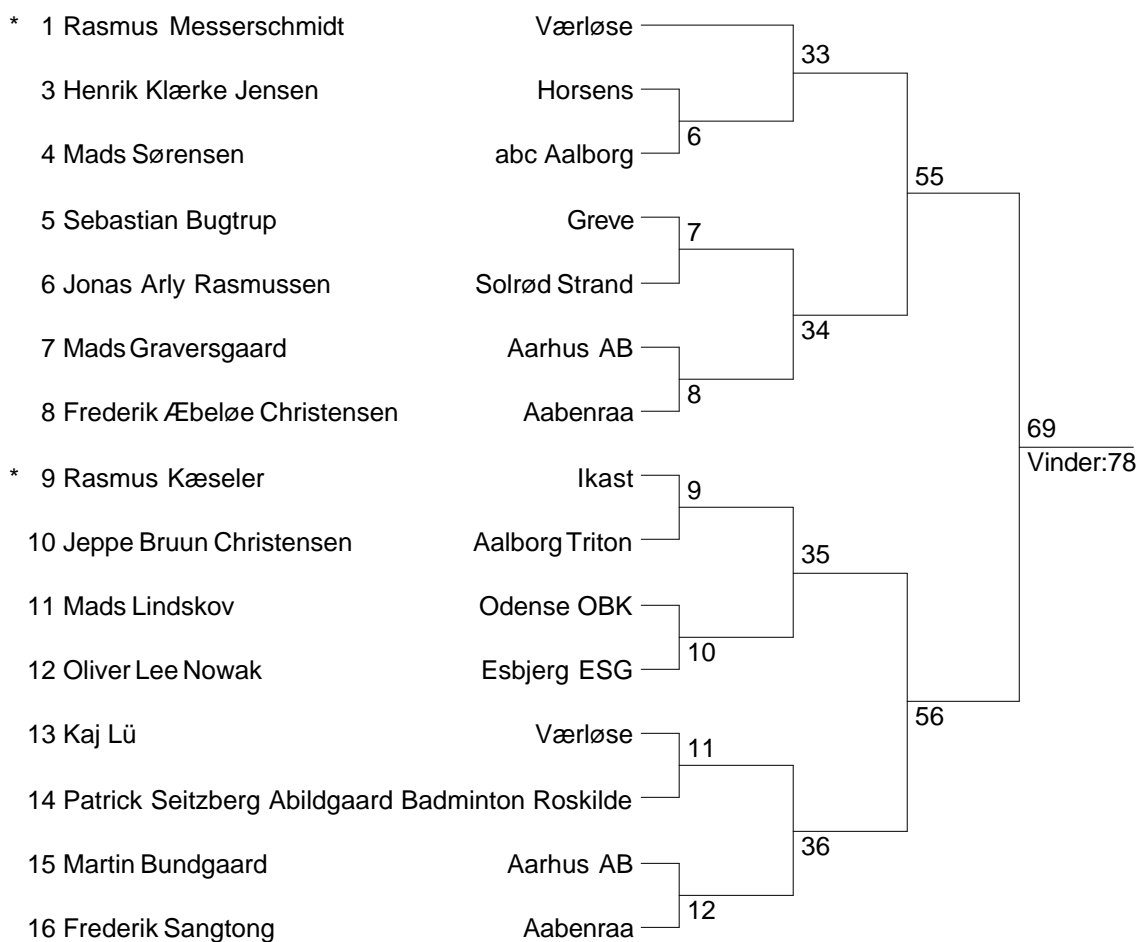 * 1 Rasmus Messerschmidt Værløse
33
3 Henrik Klærke Jensen Horsens
6
4 Mads Sørensen abc Aalborg
55
5 Sebastian Bugtrup Greve
7
6 Jonas Arly Rasmussen Solrød Strand
34
7 Mads Graversgaard Aarhus AB
8
8 Frederik Æbeløe Christensen Aabenraa
69
Vinder:78
* 9 Rasmus Kæseler Ikast
9
10 Jeppe Bruun Christensen Aalborg Triton
35
11 Mads Lindskov Odense OBK
10
12 Oliver Lee Nowak Esbjerg ESG
56
13 Kaj Lü Værløse
11
14 Patrick Seitzberg Abildgaard Badminton Roskilde
36
15 Martin Bundgaard Aarhus AB
12
16 Frederik Sangtong Aabenraa